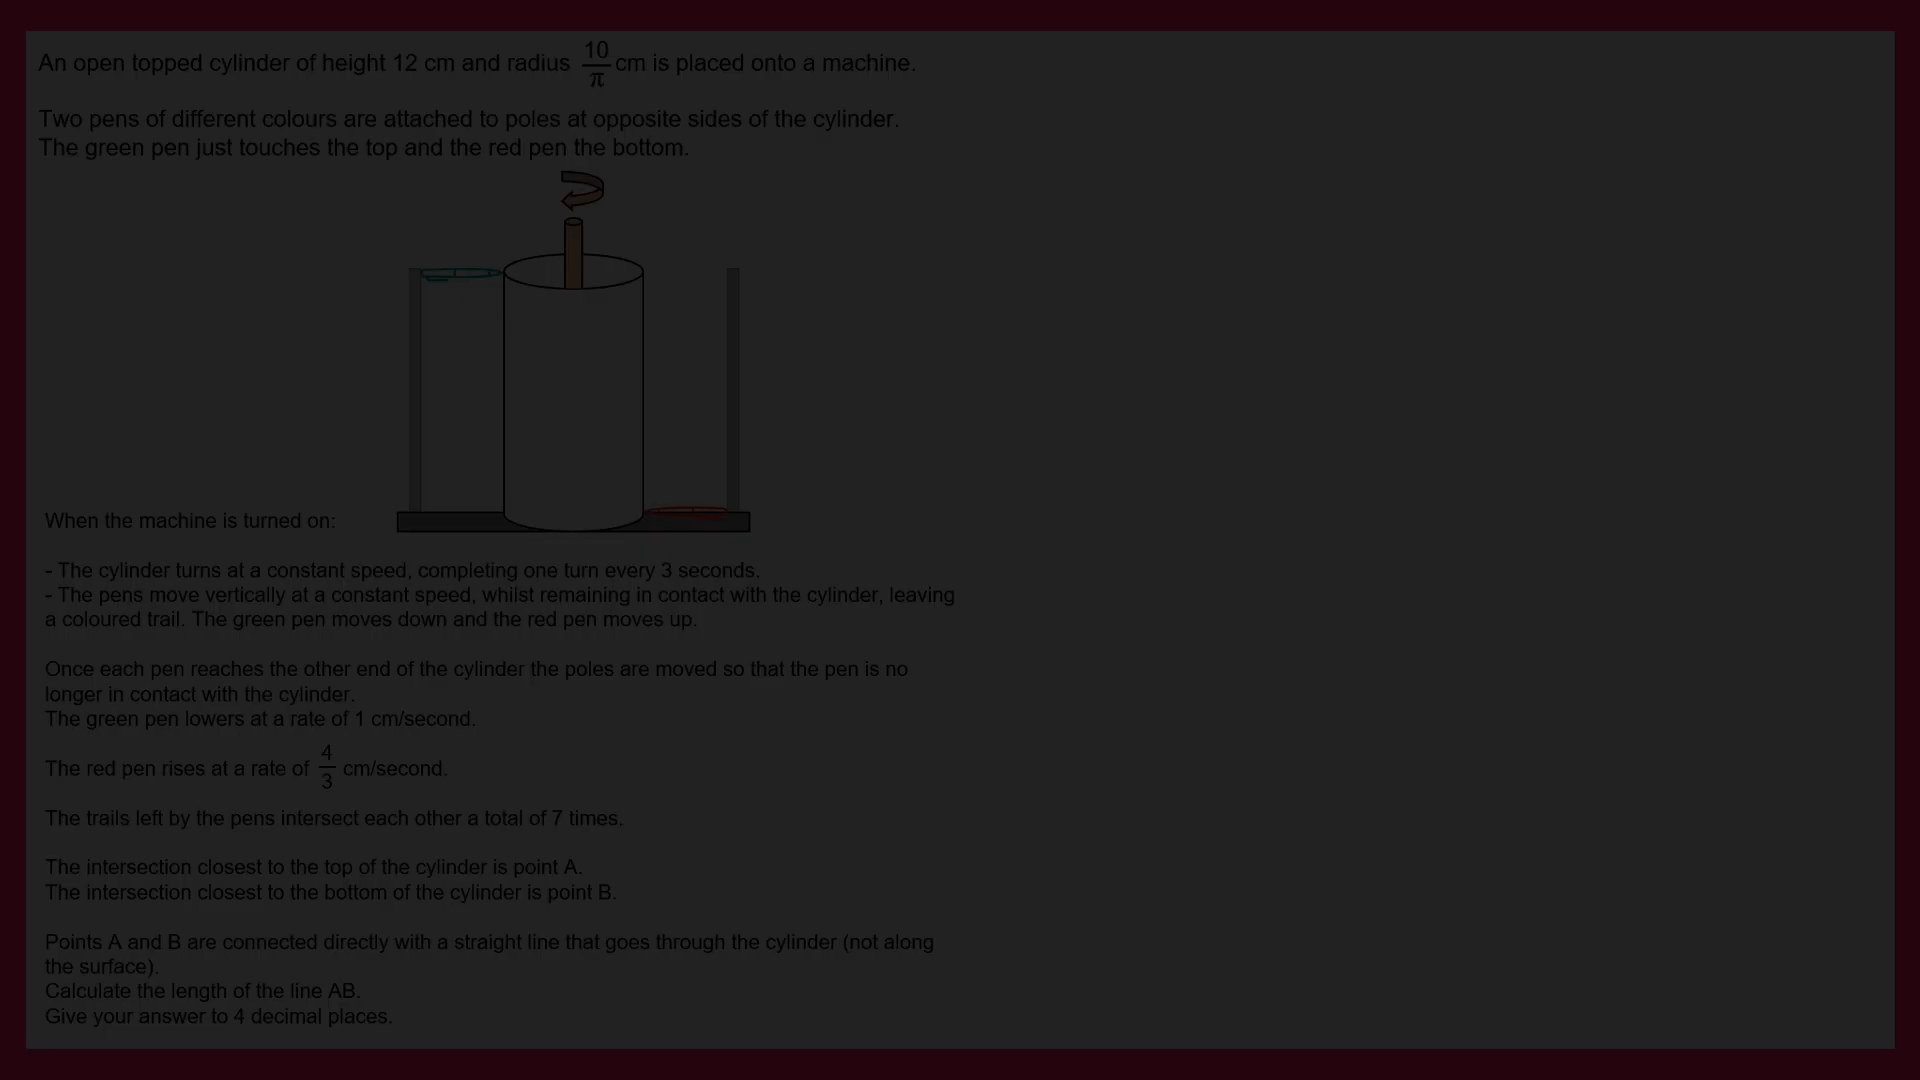 An open topped cylinder of height 12 cm and radius 10/π cm is placed onto a machine.
Two pens of different colours are attached to poles at opposite sides of the cylinder.
The green pen just touches the top and the red pen the bottom.
When the machine is turned on:
- The cylinder turns at a constant speed, completing one turn every 3 seconds.
- The pens move vertically at a constant speed, whilst remaining in contact with the cylinder, leaving
a coloured trail. The green pen moves down and the red pen moves up.
Once each pen reaches the other end of the cylinder the poles are moved so that the pen is no
longer in contact with the cylinder.
The green pen lowers at a rate of 1 cm/second.
The red pen rises at a rate of 4/3 cm/second.
The trails left by the pens intersect each other a total of 7 times.
The intersection closest to the top of the cylinder is point A.
The intersection closest to the bottom of the cylinder is point B.
Points A and B are connected directly with a straight line that goes through the cylinder (not along
the surface).
Calculate the length of the line AB.
Give your answer to 4 decimal places.